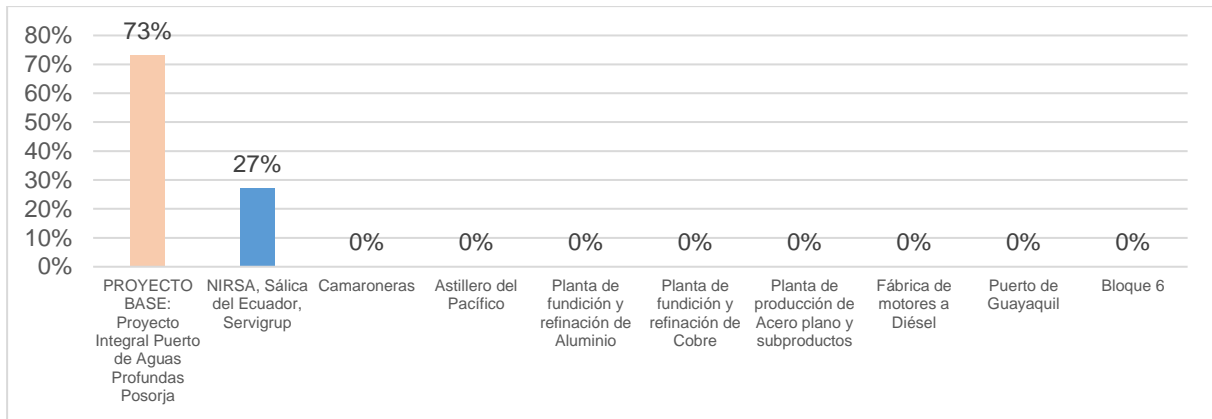 80%
70%
60%
50%
40%
30%
20%
10%
0%
73%
27%
0%
0%
0%
0%
0%
0%
0%
0%
PROYECTO
BASE:
Proyecto
Integral Puerto
de Aguas
Profundas
Posorja
NIRSA, Sálica
del Ecuador,
Servigrup
Camaroneras
Astillero del
Pacífico
Planta de
fundición y
refinación de
Aluminio
Planta de
fundición y
refinación de
Cobre
Planta de
producción de
Acero plano y
subproductos
Fábrica de
motores a
Diésel
Puerto de
Guayaquil
Bloque 6